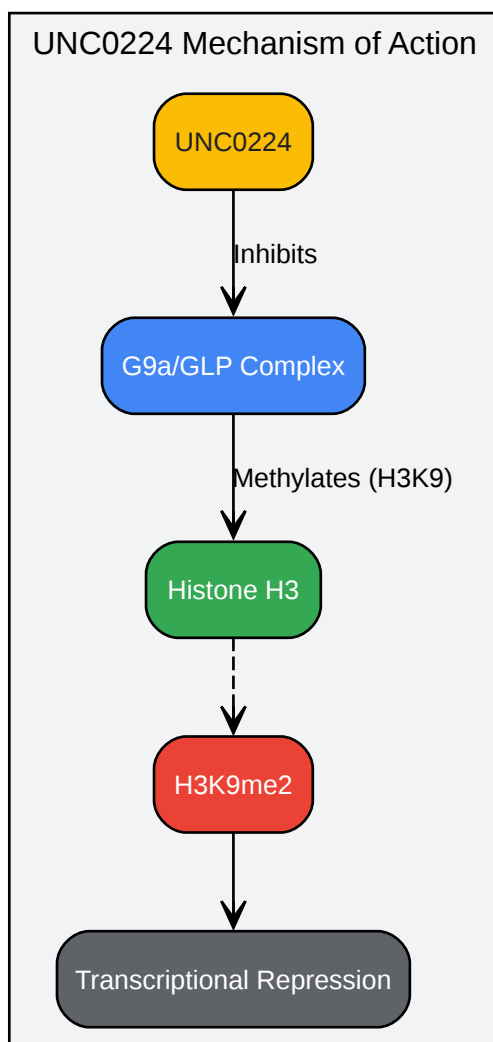 UNC0224 Mechanism of Action
UNC0224
Inhibits
G9a/GLP Complex
Methylates (H3K9)
Histone H3
H3K9me2
Transcriptional Repression